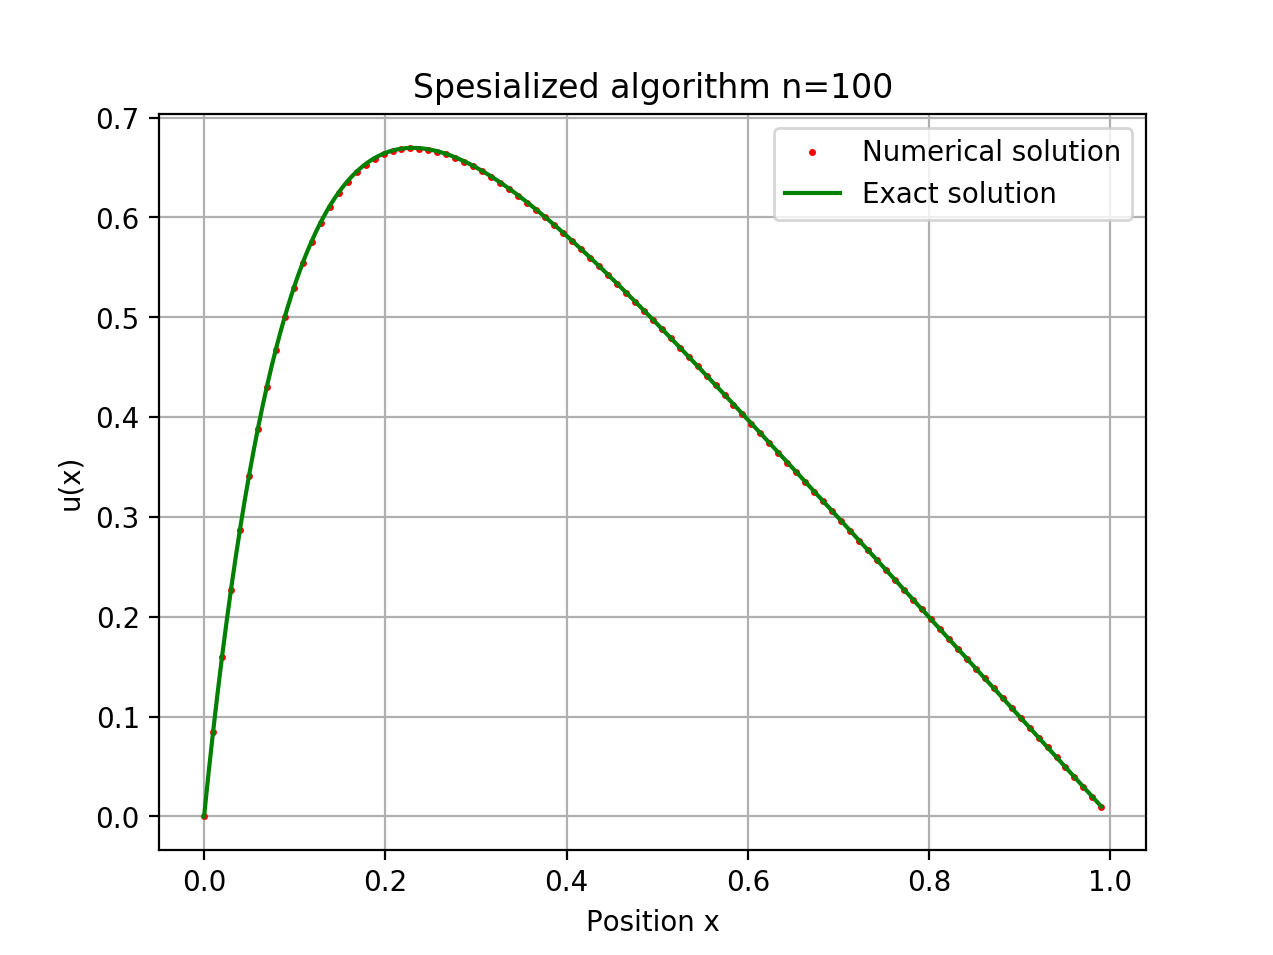 Spesialized algorithm n=100
Numerical solution
Exact solution
0.7
0.6
0.5
0.4
0.3
0.2
0.1
0.0
u(x)
0.0 0.2 0.4 0.6 0.8 1.0
Position x